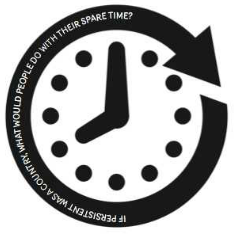 IF PERSISTENT WAS A COUNTRY, WHAT WOULD PEOPLE DO WITH THEIR SPARE TIME?